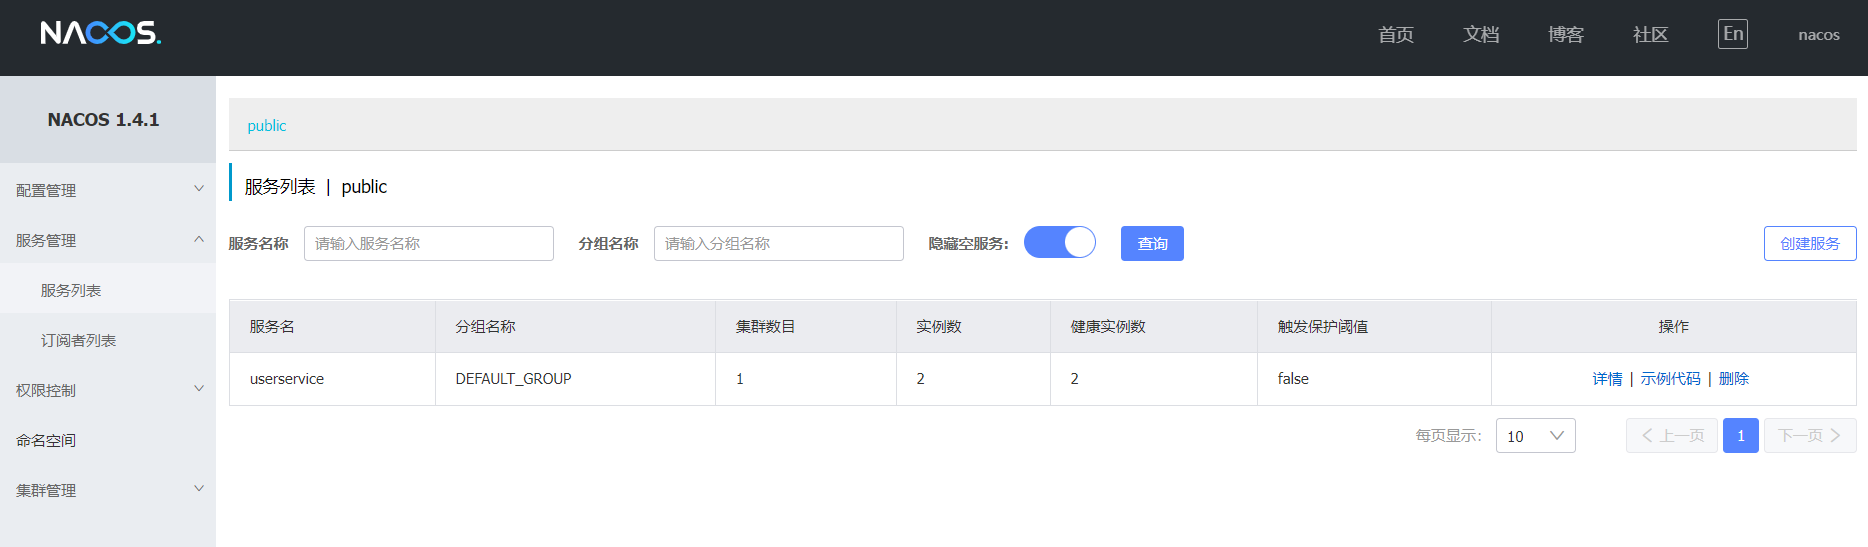 NACOS.
首页 文档 博客 社区 En nacos
NACOS 1.4.1
配置管理
服务管理
服务列表
订阅者列表
权限控制
命名空间
集群管理
public
服务列表 | public
服务名称 请输入服务名称 分组名称 请输入分组名称 隐藏空服务: 查询 创建服务
服务名 分组名称 集群数目 实例数 健康实例数 触发保护阈值 操作
userservice DEFAULT_GROUP 1 2 2 false 详情 | 示例代码 | 删除
每页显示: 10 上一页 1 下一页